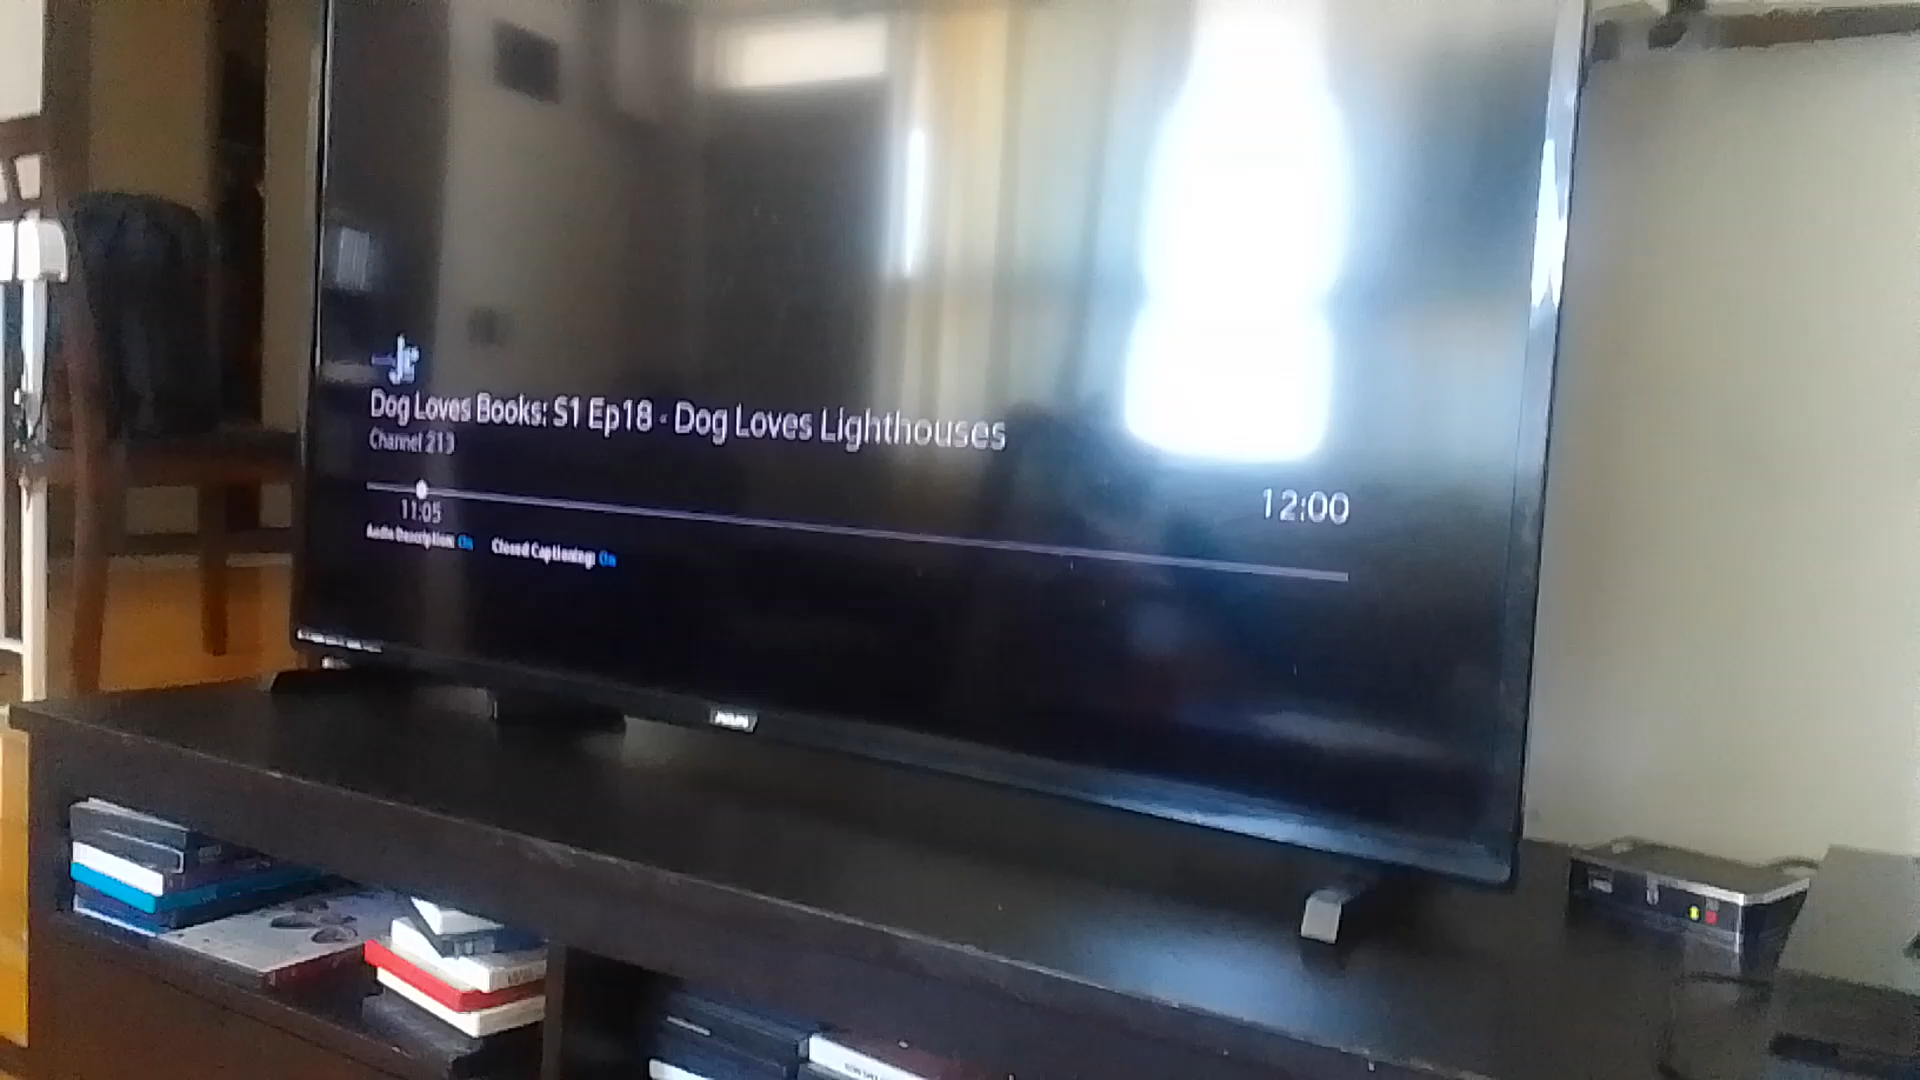 Jr
Dog Loves Books: S1 Ep18 - Dog Loves Lighthouses
Channel 213
12:00
11:05
Audio Description: On Closed Captioning: On